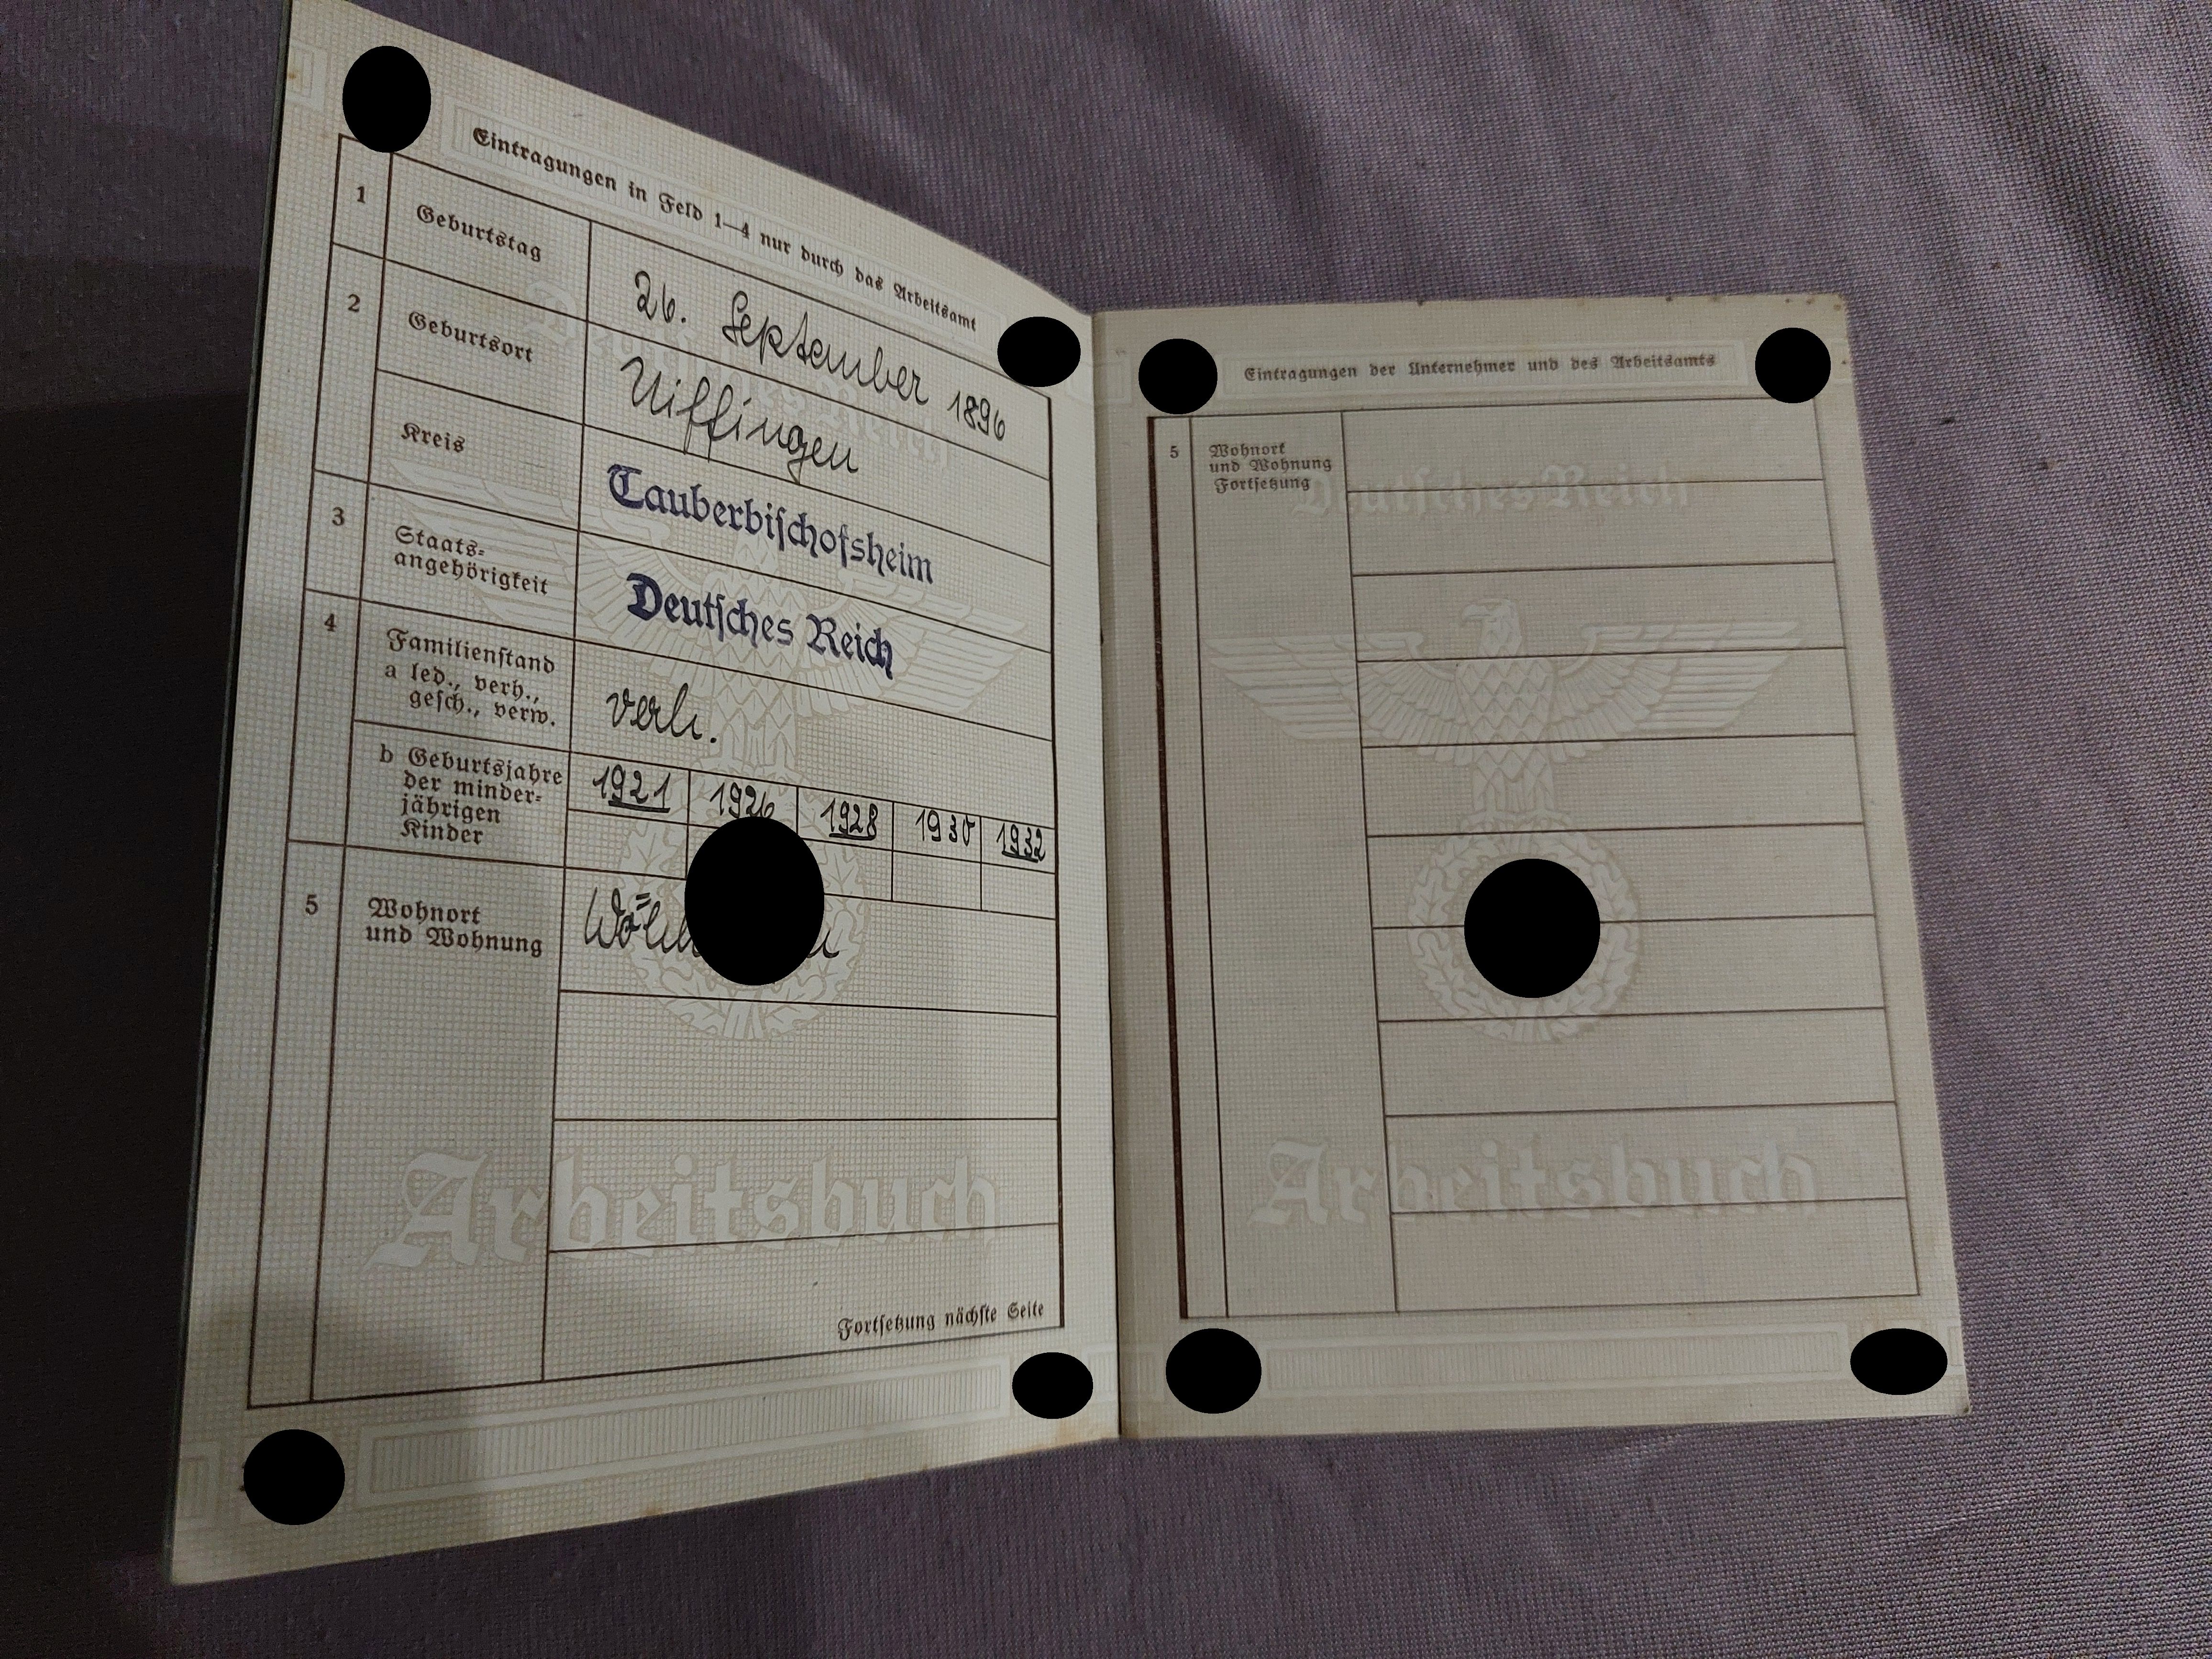 Eintragungen in Feld 1—4 nur durch das Arbeitsamt
1 Geburtstag 26. September 1896
2 Geburtsort Uiffingen
Kreis Tauberbischofsheim
3 Staats-
angehörigkeit Deutsches Reich
4 Familienstand
a led., verh.,
gesch., verw. verh.
b Geburtsjahre
der minder-
jährigen
Kinder
1921 1926 1928 1930 1932
5 Wohnort
und Wohnung
Arbeitsbuch
Fortsetzung nächste Seite
Eintragungen der Unternehmer und des Arbeitsamts
5 Wohnort
und Wohnung
Fortsetzung
Deutsches Reich
Arbeitsbuch